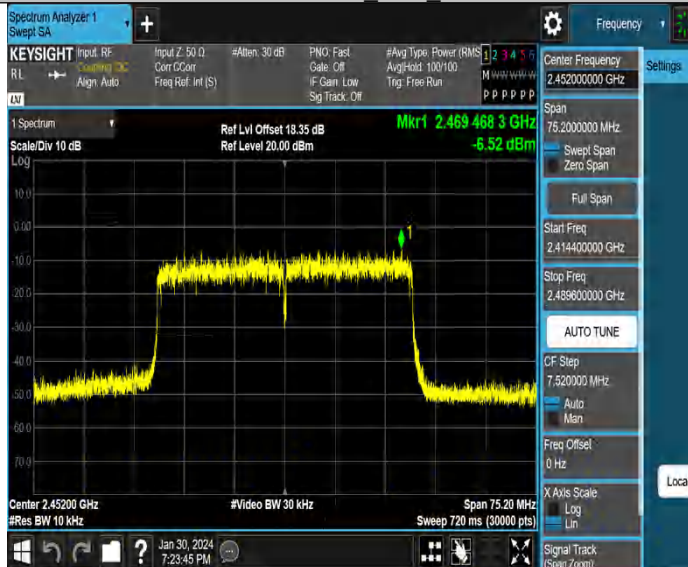 Spectrum Analyzer 1
Swept SA
+
Frequency
KEYSIGHT
Input: RF
Coupling: DC
Align: Auto
RL
LXI
Input Z: 50 Ω
Corr CCorr
Freq Ref: Int (S)
#Atten: 30 dB
PNO: Fast
Gate: Off
IF Gain: Low
Sig Track: Off
#Avg Type: Power (RMS
Avg|Hold: 100/100
Trig: Free Run
1 2 3 4 5 6
M W W W W W
P P P P P P
Center Frequency
2.452000000 GHz
Settings
Span
75.2000000 MHz
Swept Span
Zero Span
Full Span
Start Freq
2.414400000 GHz
Stop Freq
2.489600000 GHz
AUTO TUNE
CF Step
7.520000 MHz
Auto
Man
Freq Offset
0 Hz
X Axis Scale
Log
Lin
Signal Track
(Span Zoom)
Loca
1 Spectrum
Scale/Div 10 dB
Log
Ref Lvl Offset 18.35 dB
Ref Level 20.00 dBm
Mkr1 2.469 468 3 GHz
-6.52 dBm
10.0
0.00
-10.0
-20.0
-30.0
-40.0
-50.0
-60.0
-70.0
1
Center 2.45200 GHz
#Res BW 10 kHz
#Video BW 30 kHz
Span 75.20 MHz
Sweep 720 ms (30000 pts)
?
Jan 30, 2024
7:23:45 PM